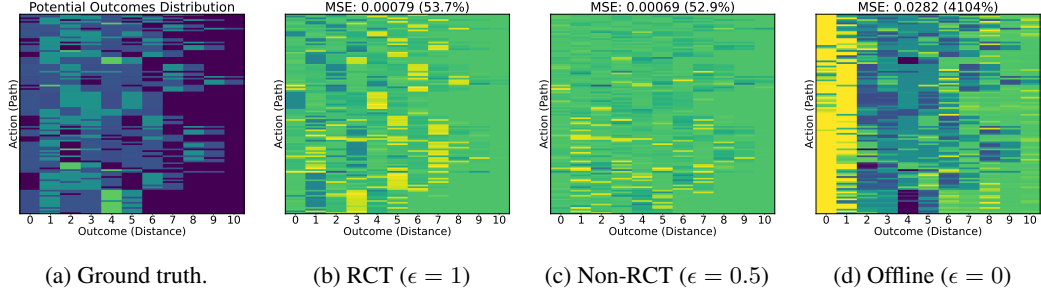 Potential Outcomes Distribution
Action (Path)
0 1 2 3 4 5 6 7 8 9 10
Outcome (Distance)
(a) Ground truth.
MSE: 0.00079 (53.7%)
Action (Path)
0 1 2 3 4 5 6 7 8 9 10
Outcome (Distance)
(b) RCT (ϵ = 1)
MSE: 0.00069 (52.9%)
Action (Path)
0 1 2 3 4 5 6 7 8 9 10
Outcome (Distance)
(c) Non-RCT (ϵ = 0.5)
MSE: 0.0282 (4104%)
Action (Path)
0 1 2 3 4 5 6 7 8 9 10
Outcome (Distance)
(d) Offline (ϵ = 0)